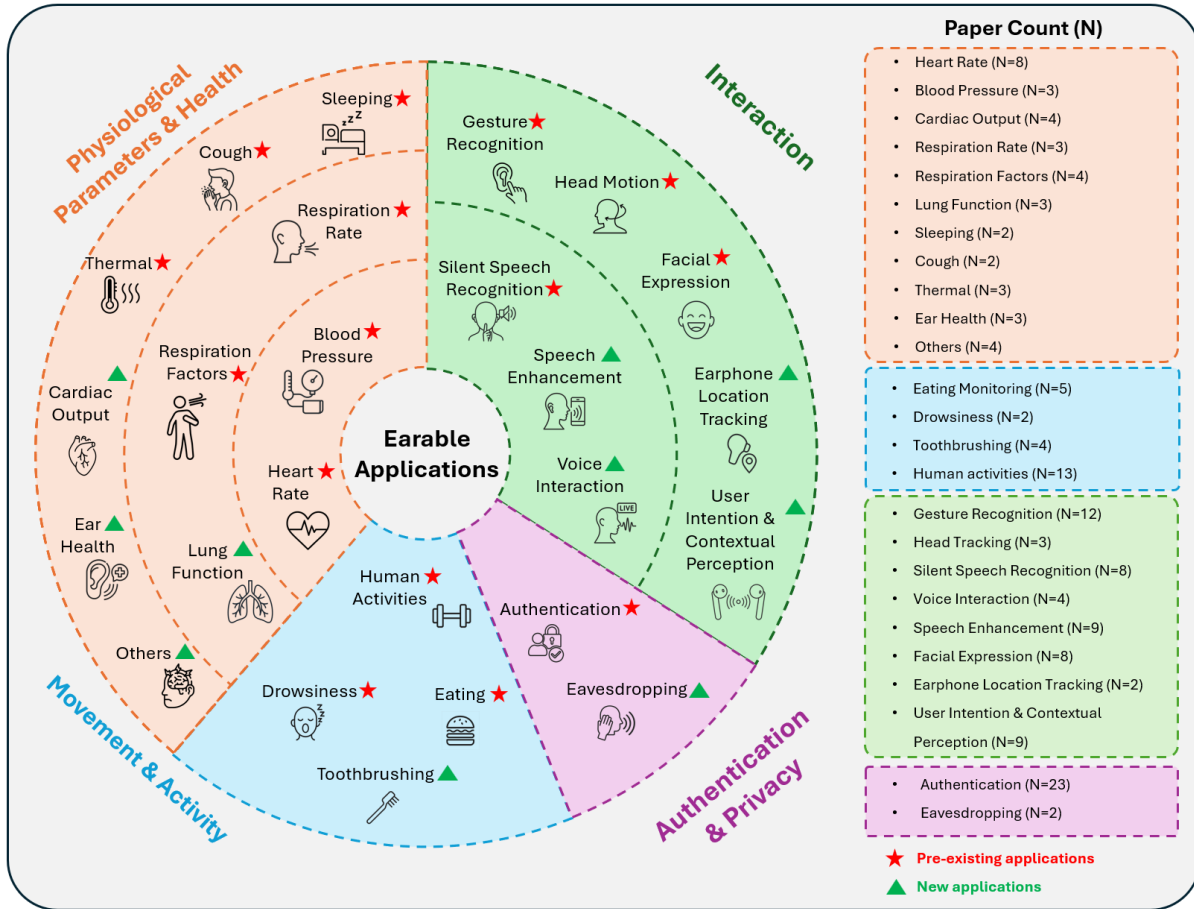 Paper Count (N)
Physiological
Parameters & Health
Sleeping
zzZ
Cough
Respiration
Rate
Thermal
Blood
Pressure
Respiration
Factors
Cardiac
Output
Heart
Rate
Ear
Health
Lung
Function
Others
Interaction
Gesture
Recognition
Head Motion
Silent Speech
Recognition
Facial
Expression
Speech
Enhancement
Earphone
Location
Tracking
Voice
Interaction
LIVE
User
Intention &
Contextual
Perception
Earable
Applications
Movement & Activity
Human
Activities
Drowsiness
zzz
Eating
Toothbrushing
Authentication
& Privacy
Authentication
Eavesdropping
• Heart Rate (N=8)
• Blood Pressure (N=3)
• Cardiac Output (N=4)
• Respiration Rate (N=3)
• Respiration Factors (N=4)
• Lung Function (N=3)
• Sleeping (N=2)
• Cough (N=2)
• Thermal (N=3)
• Ear Health (N=3)
• Others (N=4)
• Eating Monitoring (N=5)
• Drowsiness (N=2)
• Toothbrushing (N=4)
• Human activities (N=13)
• Gesture Recognition (N=12)
• Head Tracking (N=3)
• Silent Speech Recognition (N=8)
• Voice Interaction (N=4)
• Speech Enhancement (N=9)
• Facial Expression (N=8)
• Earphone Location Tracking (N=2)
• User Intention & Contextual
Perception (N=9)
• Authentication (N=23)
• Eavesdropping (N=2)
Pre-existing applications
New applications